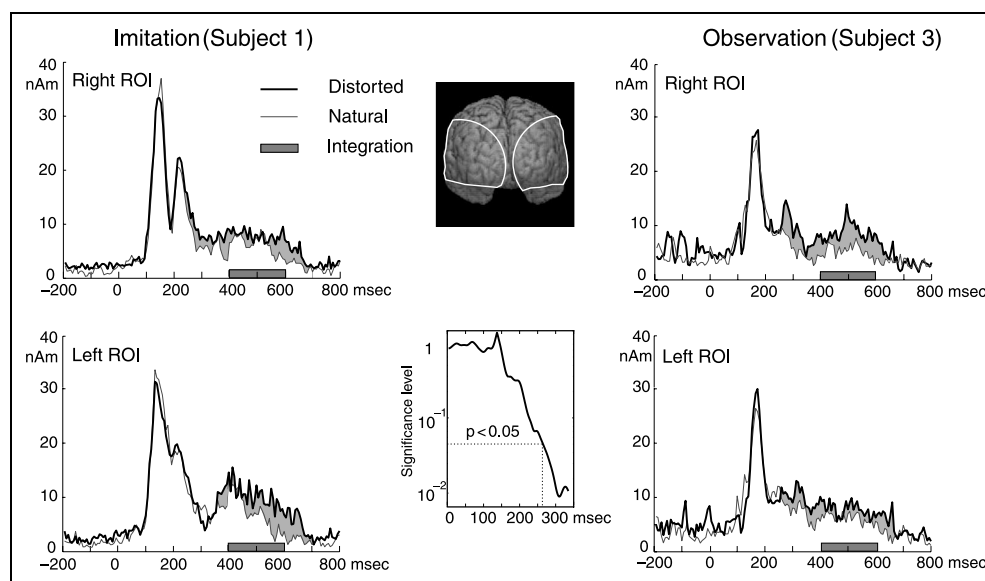 Imitation (Subject 1)
Observation (Subject 3)
40
nAm
30
20
10
0
Right ROI
Distorted
Natural
Integration
−200 0 200 400 600 800 msec
40
nAm
30
20
10
0
Right ROI
−200 0 200 400 600 800 msec
40
nAm
30
20
10
0
Left ROI
−200 0 200 400 600 800 msec
Significance level
1
10−1
10−2
p < 0.05
0 100 200 300 msec
40
nAm
30
20
10
0
Left ROI
−200 0 200 400 600 800 msec